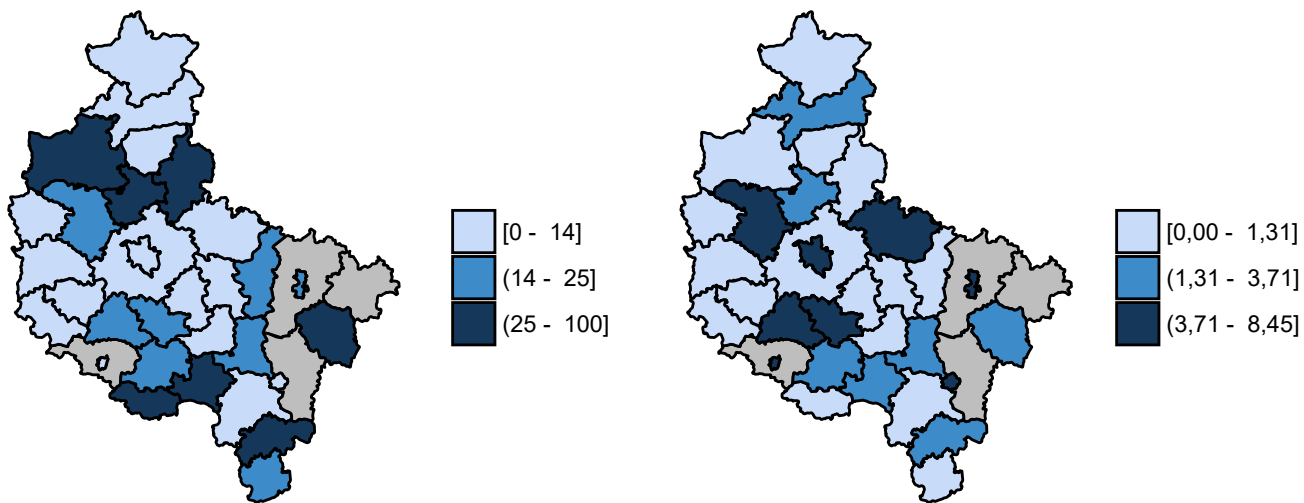 [0 - 14]
(14 - 25]
(25 - 100]
[0,00 - 1,31]
(1,31 - 3,71]
(3,71 - 8,45]